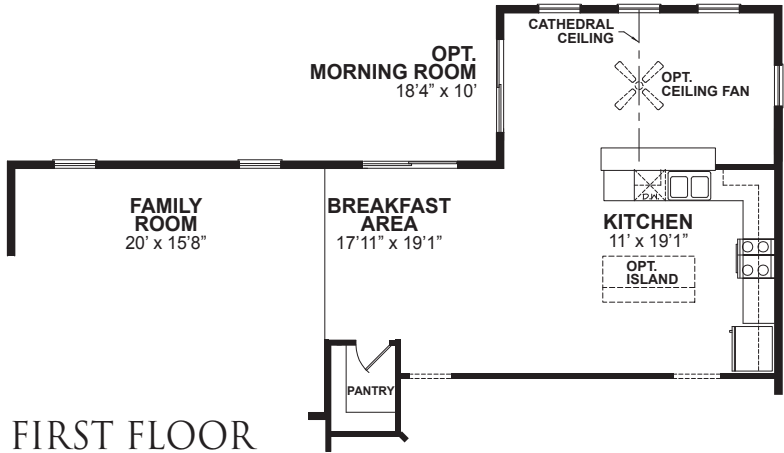 CATHEDRAL
CEILING
OPT.
MORNING ROOM
18'4" x 10'
OPT.
CEILING FAN
FAMILY
ROOM
20' x 15'8"
BREAKFAST
AREA
17'11" x 19'1"
D.W.
KITCHEN
11' x 19'1"
OPT.
ISLAND
PANTRY
FIRST FLOOR